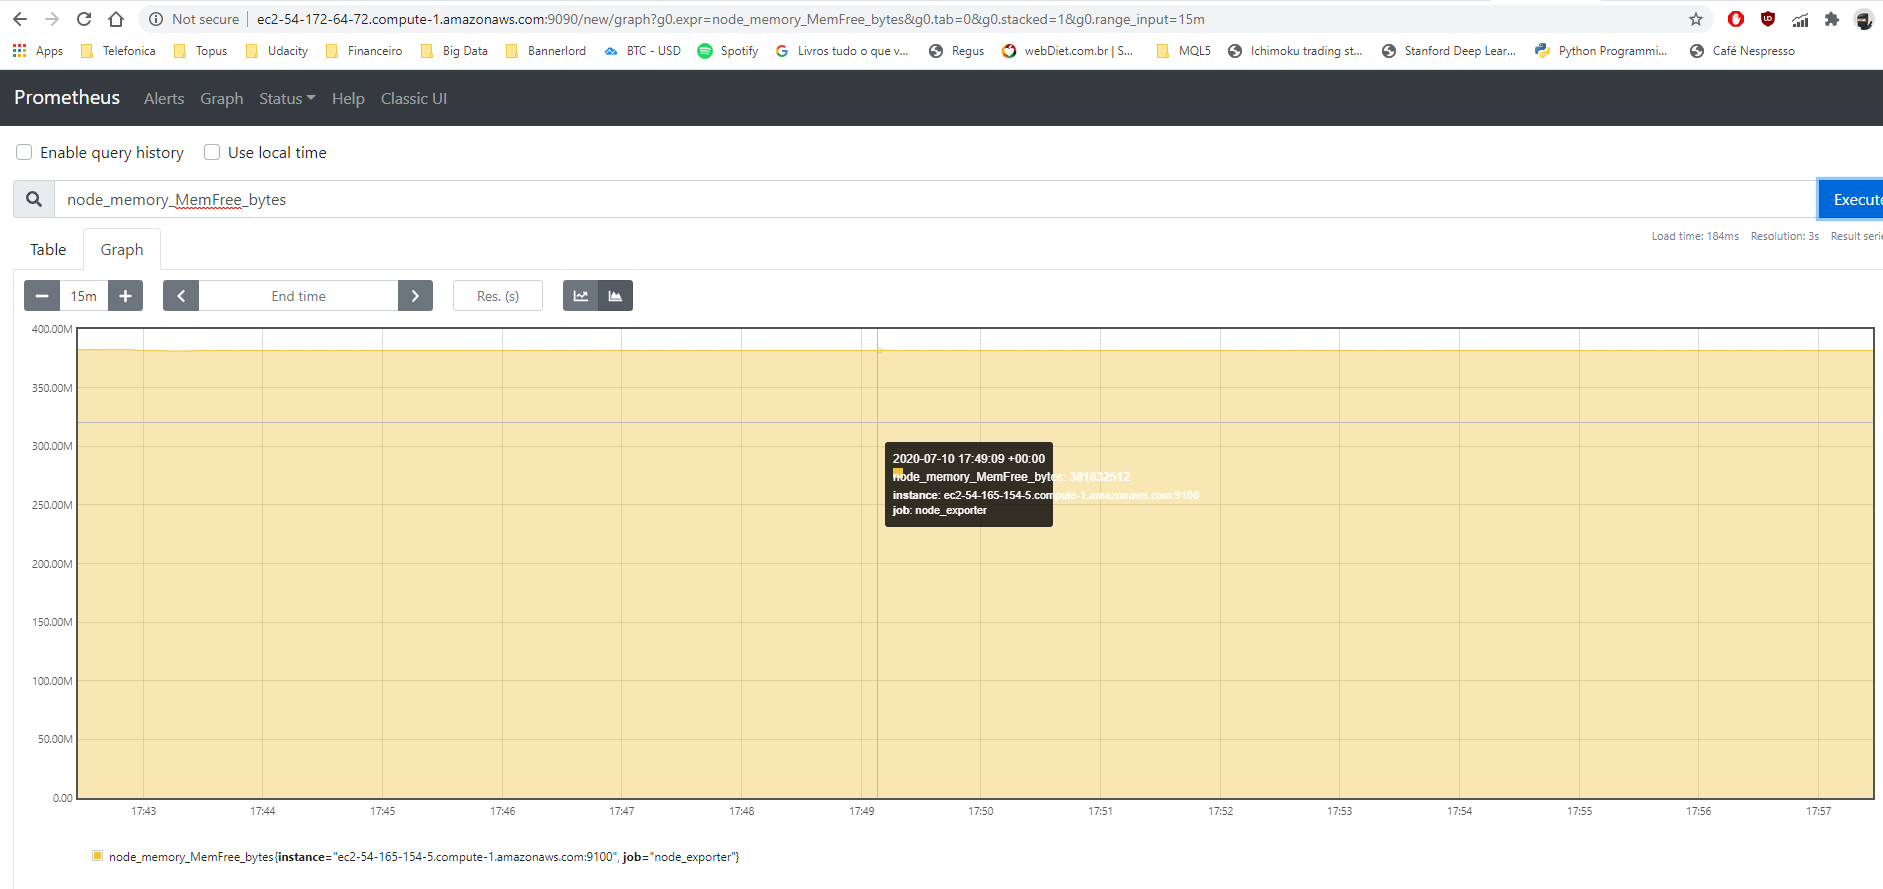 Not secure
ec2-54-172-64-72.compute-1.amazonaws.com:9090/new/graph?g0.expr=node_memory_MemFree_bytes&g0.tab=0&g0.stacked=1&g0.range_input=15m
Apps Telefonica Topus Udacity Financeiro Big Data Bannerlord BTC - USD Spotify Livros tudo o que v... Regus webDiet.com.br | S... MQL5 Ichimoku trading st... Stanford Deep Lear... Python Programmi... Café Nespresso
Prometheus Alerts Graph Status Help Classic UI
Enable query history Use local time
node_memory_MemFree_bytes Execute
Load time: 184ms Resolution: 3s Result serie
Table Graph
15m End time Res. (s)
400.00M
350.00M
300.00M
250.00M
200.00M
150.00M
100.00M
50.00M
0.00
2020-07-10 17:49:09 +00:00
node_memory_MemFree_bytes: 381632512
instance: ec2-54-165-154-5.compute-1.amazonaws.com:9100
job: node_exporter
17:43 17:44 17:45 17:46 17:47 17:48 17:49 17:50 17:51 17:52 17:53 17:54 17:55 17:56 17:57
node_memory_MemFree_bytes{instance="ec2-54-165-154-5.compute-1.amazonaws.com:9100", job="node_exporter"}